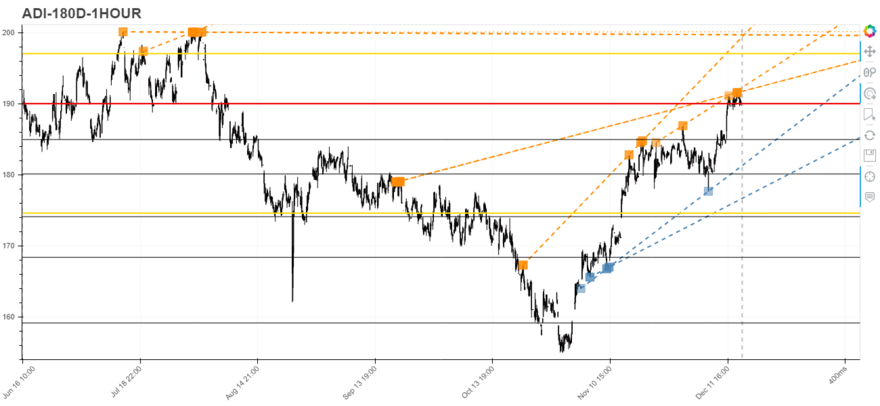 ADI-180D-1HOUR
200
190
180
170
160
Jun 16 10:00
Jul 18 22:00
Aug 14 21:00
Sep 13 19:00
Oct 13 19:00
Nov 10 15:00
Dec 11 16:00
400ms